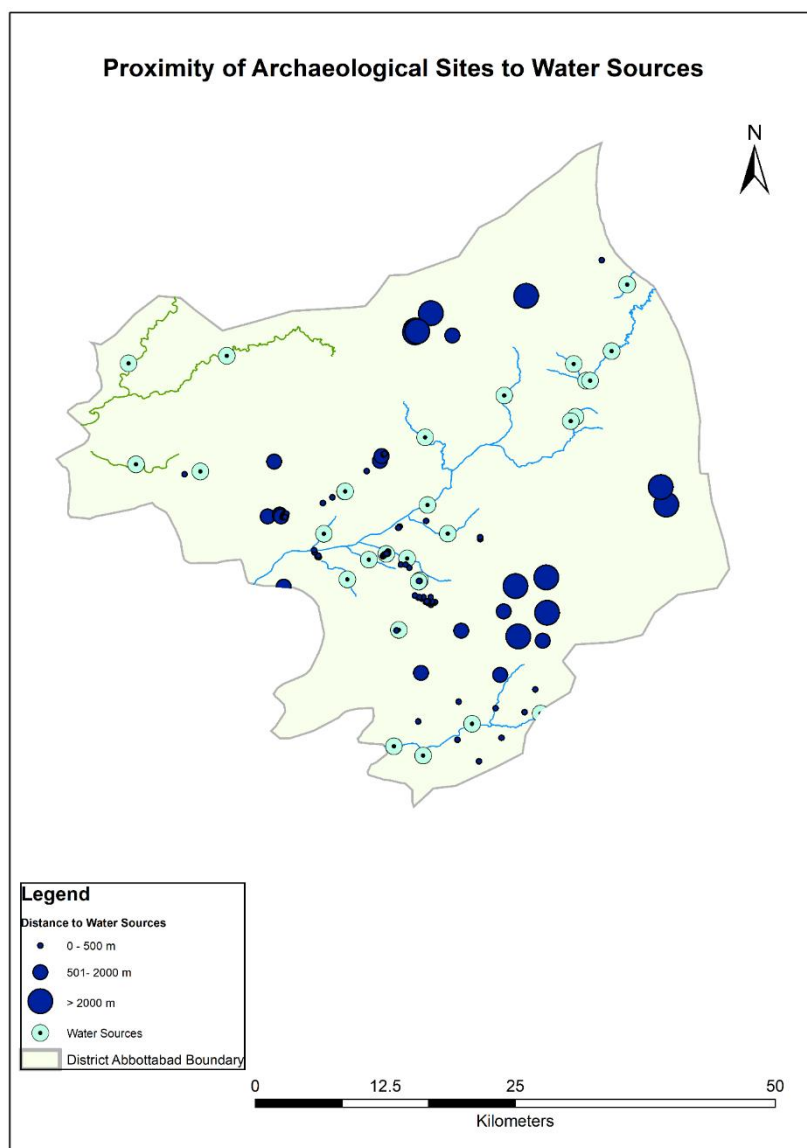 Proximity of Archaeological Sites to Water Sources
N
Legend
Distance to Water Sources
0 - 500 m
501- 2000 m
> 2000 m
Water Sources
District Abbottabad Boundary
0 12.5 25 50
Kilometers